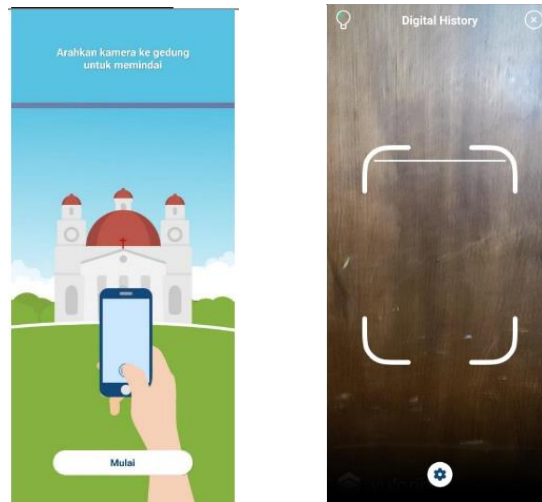 Arahkan kamera ke gedung
untuk memindai
Mulai
Digital History